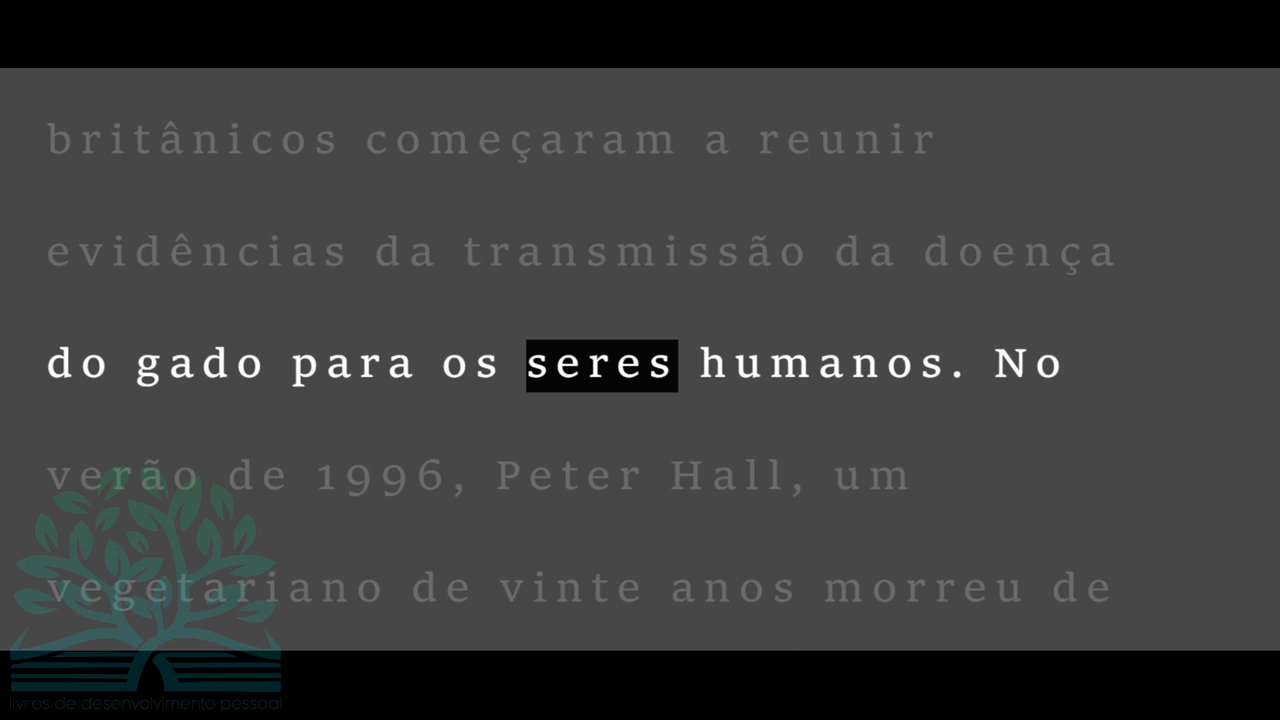 britânicos começaram a reunir
evidências da transmissão da doença
do gado para os seres humanos. No
verão de 1996, Peter Hall, um
vegetariano de vinte anos morreu de
livros de desenvolvimento pessoal